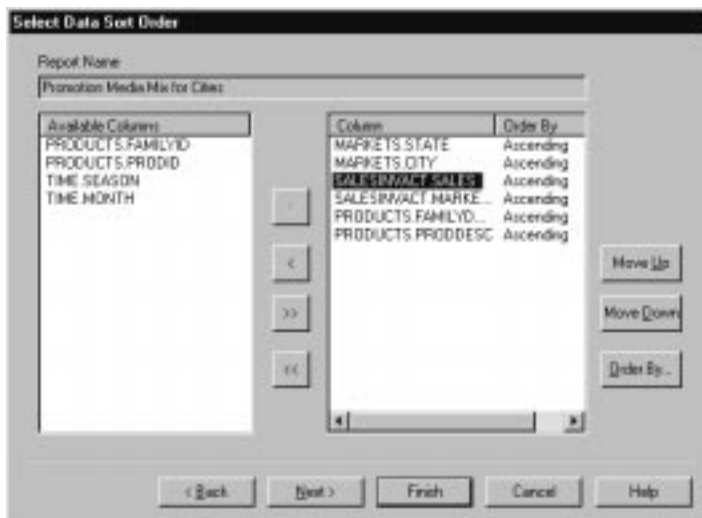 Select Data Sort Order
Report Name
Promotion Media Mix for Cities
Available Columns
PRODUCTS.FAMILYID
PRODUCTS.PRODID
TIME.SEASON
TIME.MONTH
<
>>
<<
Column Order By
MARKETS.STATE Ascending
MARKETS.CITY Ascending
SALESINVACT.SALES Ascending
SALESINVACT.MARKE... Ascending
PRODUCTS.FAMILYD... Ascending
PRODUCTS.PRODDESC Ascending
Move Up
Move Down
Order By...
< Back Next > Finish Cancel Help